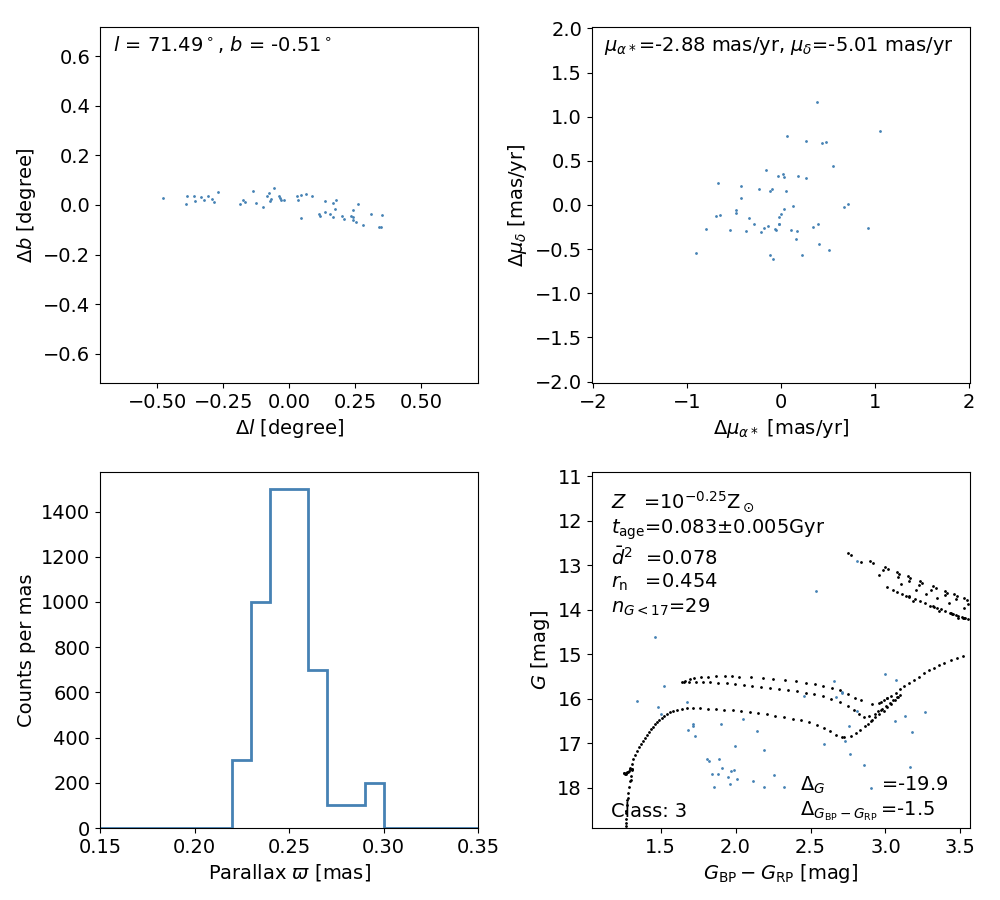 l = 71.49°, b = -0.51°
0.6
0.4
0.2
0.0
−0.2
−0.4
−0.6
Δb [degree]
−0.50 −0.25 0.00 0.25 0.50
Δl [degree]
μα*=-2.88 mas/yr, μδ=-5.01 mas/yr
2.0
1.5
1.0
0.5
0.0
−0.5
−1.0
−1.5
−2.0
Δμδ [mas/yr]
−2 −1 0 1 2
Δμα* [mas/yr]
1400
1200
1000
800
600
400
200
0
Counts per mas
0.15 0.20 0.25 0.30 0.35
Parallax ϖ [mas]
11
12
13
14
15
16
17
18
G [mag]
Z =10^−0.25 Z⊙
tage=0.083±0.005Gyr
d̄² =0.078
rn =0.454
nG<17=29
ΔG =-19.9
ΔGBP−GRP =-1.5
Class: 3
1.5 2.0 2.5 3.0 3.5
GBP − GRP [mag]